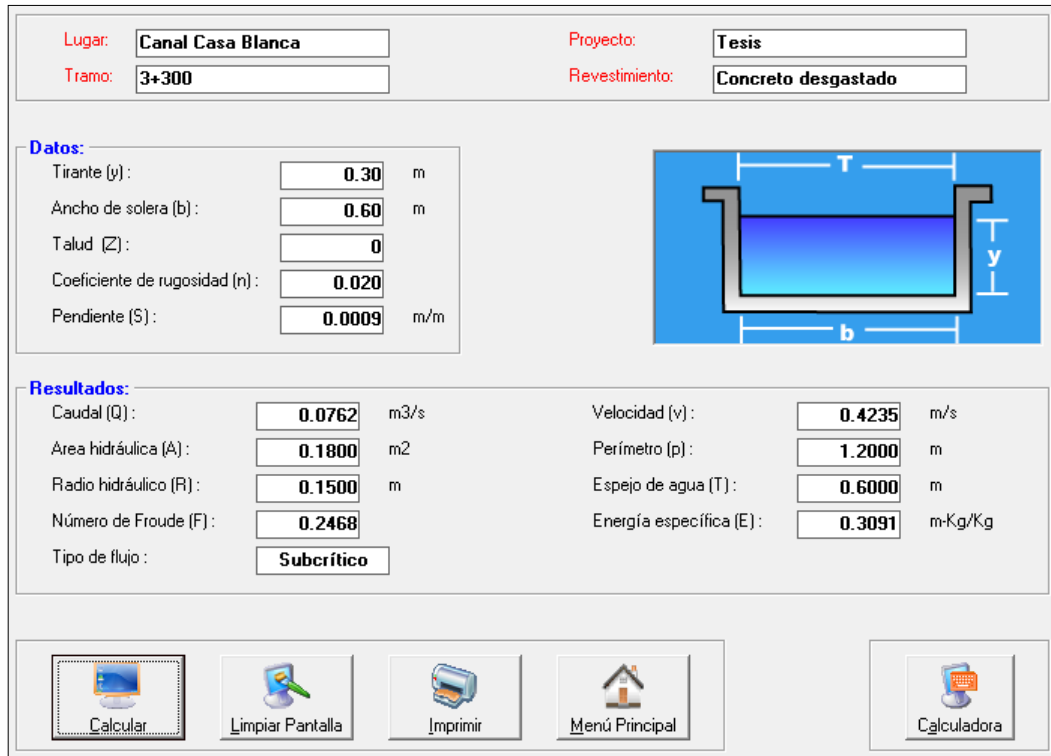 Lugar: Canal Casa Blanca Proyecto: Tesis
Tramo: 3+300 Revestimiento: Concreto desgastado
Datos:
Tirante (y) : 0.30 m
Ancho de solera (b) : 0.60 m
Talud (Z) : 0
Coeficiente de rugosidad (n) : 0.020
Pendiente (S) : 0.0009 m/m
T
y
b
Resultados:
Caudal (Q) : 0.0762 m3/s Velocidad (v) : 0.4235 m/s
Area hidráulica (A) : 0.1800 m2 Perímetro (p) : 1.2000 m
Radio hidráulico (R) : 0.1500 m Espejo de agua (T) : 0.6000 m
Número de Froude (F) : 0.2468 Energía específica (E) : 0.3091 m-Kg/Kg
Tipo de flujo : Subcrítico
Calcular Limpiar Pantalla Imprimir Menú Principal Calculadora